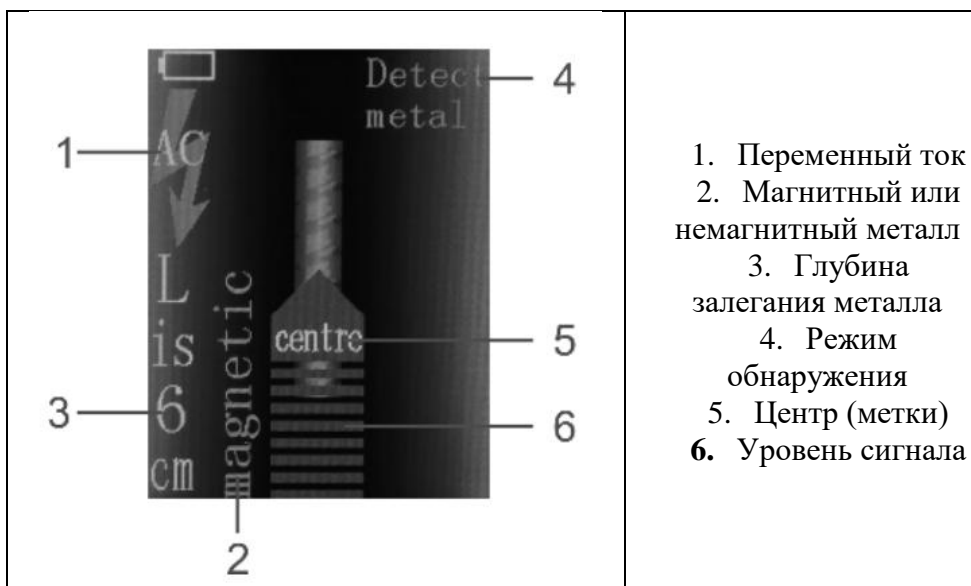 Detect
metal
4
1
AC
L
is
6
cm
magnetic
centre
5
3
6
2
1. Переменный ток
2. Магнитный или
немагнитный металл
3. Глубина
залегания металла
4. Режим
обнаружения
5. Центр (метки)
6. Уровень сигнала